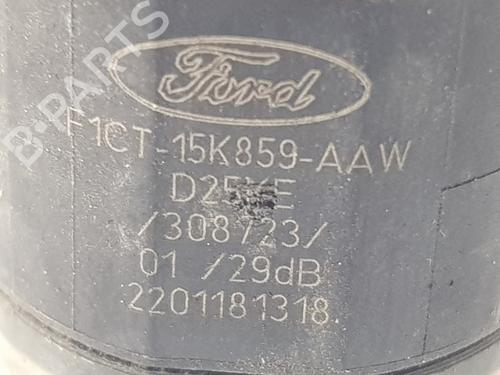 Ford
F1CT-15K859-AAW
/308/23/
01 /29dB
2201181318
B-PARTS